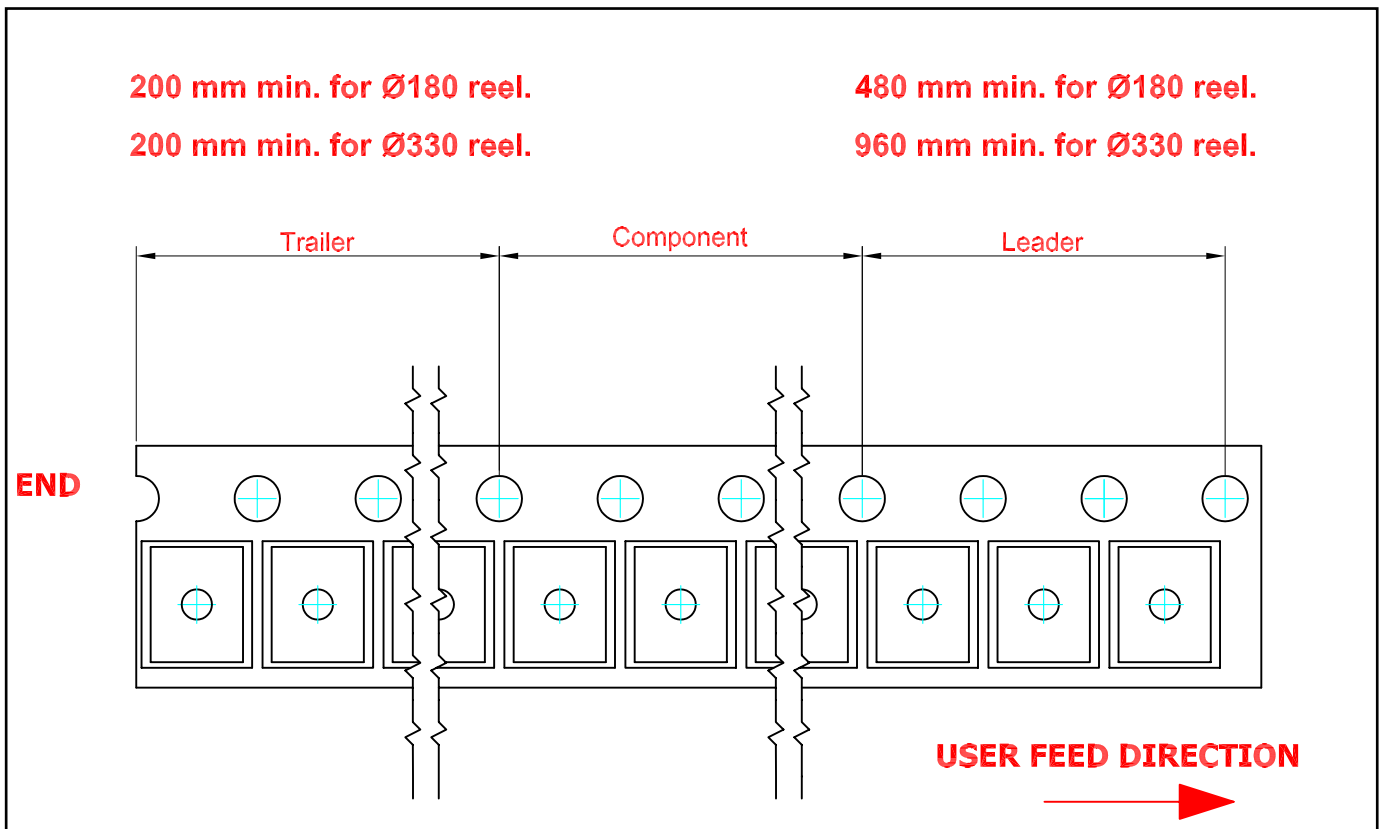 200 mm min. for Ø180 reel.
200 mm min. for Ø330 reel.
480 mm min. for Ø180 reel.
960 mm min. for Ø330 reel.
Trailer
Component
Leader
END
USER FEED DIRECTION